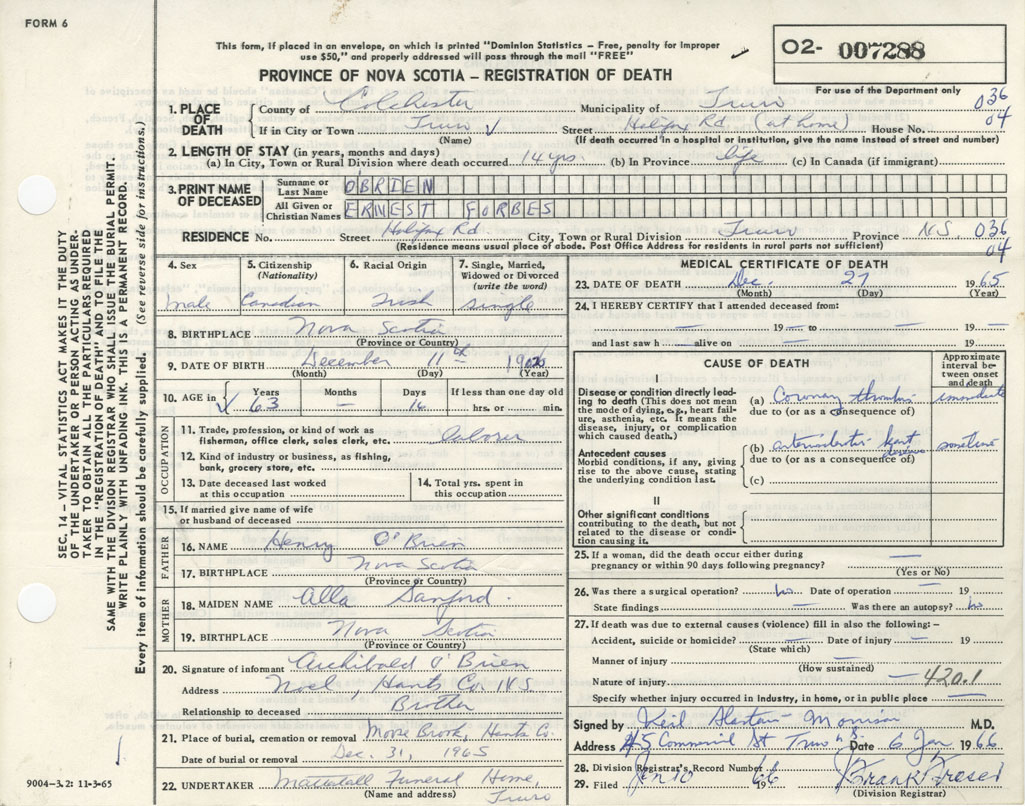 FORM 6
This form, if placed in an envelope, on which is printed "Dominion Statistics – Free, penalty for improper
use $50," and properly addressed will pass through the mail "FREE"
PROVINCE OF NOVA SCOTIA – REGISTRATION OF DEATH
O2- 007288
For use of the Department only
036
04
1. PLACE OF DEATH
County of Colchester Municipality of Truro
If in City or Town Truro Street Halifax Rd (at home) House No.
(Name) (If death occurred in a hospital or institution, give the name instead of street and number)
2. LENGTH OF STAY (in years, months and days)
(a) In City, Town or Rural Division where death occurred 14 yrs. (b) In Province life (c) In Canada (if immigrant)
3. PRINT NAME OF DECEASED
Surname or Last Name O'BRIEN
All Given or Christian Names ERNEST FORBES
RESIDENCE No. Street Halifax Rd City, Town or Rural Division Truro Province N.S. 036
(Residence means usual place of abode. Post Office Address for residents in rural parts not sufficient) 04
4. Sex
male
5. Citizenship (Nationality)
Canadian
6. Racial Origin
Irish
7. Single, Married, Widowed or Divorced (write the word)
single
8. BIRTHPLACE Nova Scotia
(Province or Country)
9. DATE OF BIRTH December 11th
(Month) (Day) (Year)
10. AGE in Years 63 Months — Days 16 If less than one day old hrs. or min.
OCCUPATION
11. Trade, profession or kind of work as
fisherman, office clerk, sales clerk, etc. laborer
12. Kind of industry or business, as fishing,
bank, grocery store, etc.
13. Date deceased last worked
at this occupation
14. Total yrs. spent in
this occupation
15. If married give name of wife
or husband of deceased
FATHER
16. NAME Henry O'Brien
17. BIRTHPLACE Nova Scotia
(Province or Country)
MOTHER
18. MAIDEN NAME Alla Sanford
19. BIRTHPLACE Nova Scotia
(Province or Country)
20. Signature of informant Archibald O'Brien
Address Noel, Hants Co. N.S.
Relationship to deceased Brother
21. Place of burial, cremation or removal Moose Brook, Hants Co.
Date of burial or removal Dec. 31, 1965
22. UNDERTAKER Mattatall Funeral Home,
(Name and address) Truro
MEDICAL CERTIFICATE OF DEATH
23. DATE OF DEATH Dec. 27 1965
(Month) (Day) (Year)
24. I HEREBY CERTIFY that I attended deceased from:
— 19 — to — 19 —
and last saw h — alive on — 19 —
CAUSE OF DEATH
Approximate interval between onset and death
I
Disease or condition directly leading to death (This does not mean the mode of dying, e.g., heart failure, asthenia, etc. It means the disease, injury, or complication which caused death.)
(a) Coronary thrombosis immediate
due to (or as a consequence of)
Antecedent causes
Morbid conditions, if any, giving rise to the above cause, stating the underlying condition last.
(b) heart disease sometime
due to (or as a consequence of)
(c)
II
Other significant conditions
contributing to the death, but not
related to the disease or condition causing it.
25. If a woman, did the death occur either during
pregnancy or within 90 days following pregnancy? —
(Yes or No)
26. Was there a surgical operation? No Date of operation — 19
State findings — Was there an autopsy? No
27. If death was due to external causes (violence) fill in also the following: –
Accident, suicide or homicide? — Date of injury — 19
(State which)
Manner of injury —
(How sustained)
Nature of injury — 420.1
Specify whether injury occurred in industry, in home, or in public place —
Signed by Neil Alastair Morrison M.D.
Address 45 Commercial St Truro N.S. Date 6 Jan 1966
28. Division Registrar's Record Number
29. Filed Jan 10 1966 Frank Fraser
(Division Registrar)
SEC. 14 – VITAL STATISTICS ACT MAKES IT THE DUTY
OF THE UNDERTAKER OR PERSON ACTING AS UNDER-
TAKER TO OBTAIN ALL THE PARTICULARS REQUIRED
IN THE "REGISTRATION OF DEATH" AND TO FILE THE
SAME WITH THE DIVISION REGISTRAR WHO SHALL ISSUE THE BURIAL PERMIT.
WRITE PLAINLY WITH UNFADING INK. THIS IS A PERMANENT RECORD.
Every item of information should be carefully supplied. (See reverse side for instructions.)
9004-3.2: 11-3-65